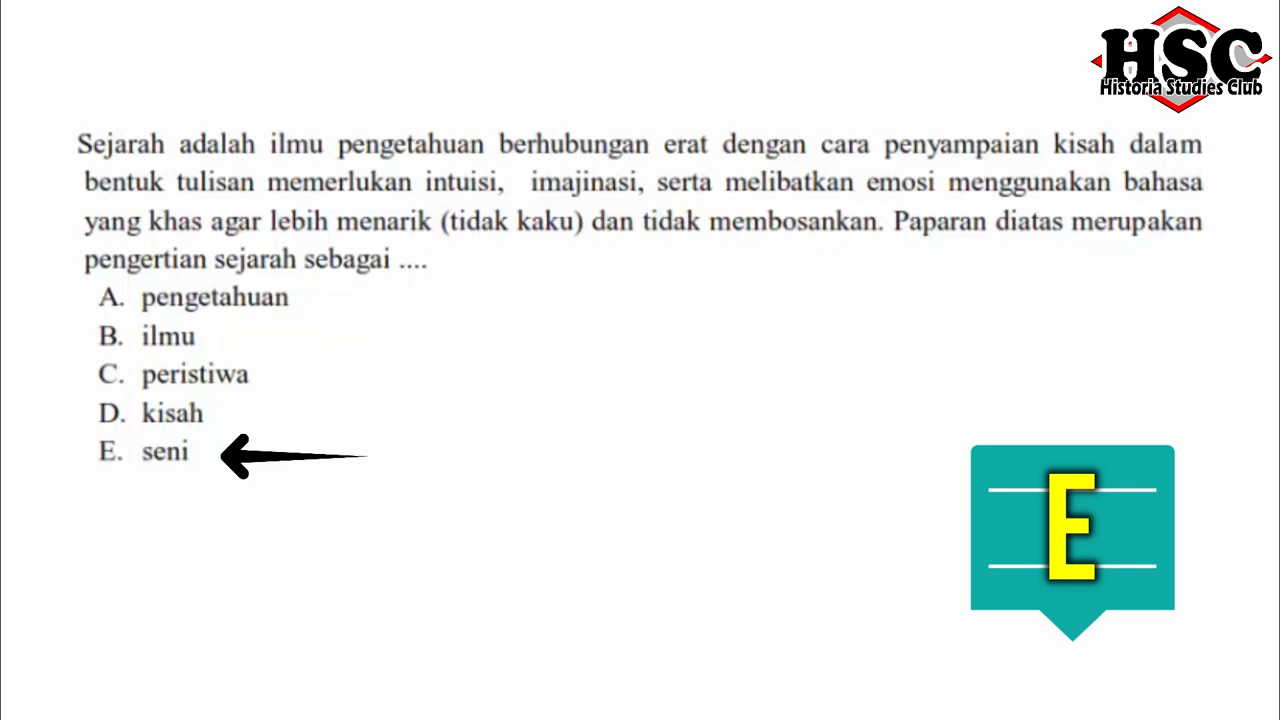 HSC
Historia Studies Club
Sejarah adalah ilmu pengetahuan berhubungan erat dengan cara penyampaian kisah dalam
bentuk tulisan memerlukan intuisi, imajinasi, serta melibatkan emosi menggunakan bahasa
yang khas agar lebih menarik (tidak kaku) dan tidak membosankan. Paparan diatas merupakan
pengertian sejarah sebagai ....
A. pengetahuan
B. ilmu
C. peristiwa
D. kisah
E. seni
E